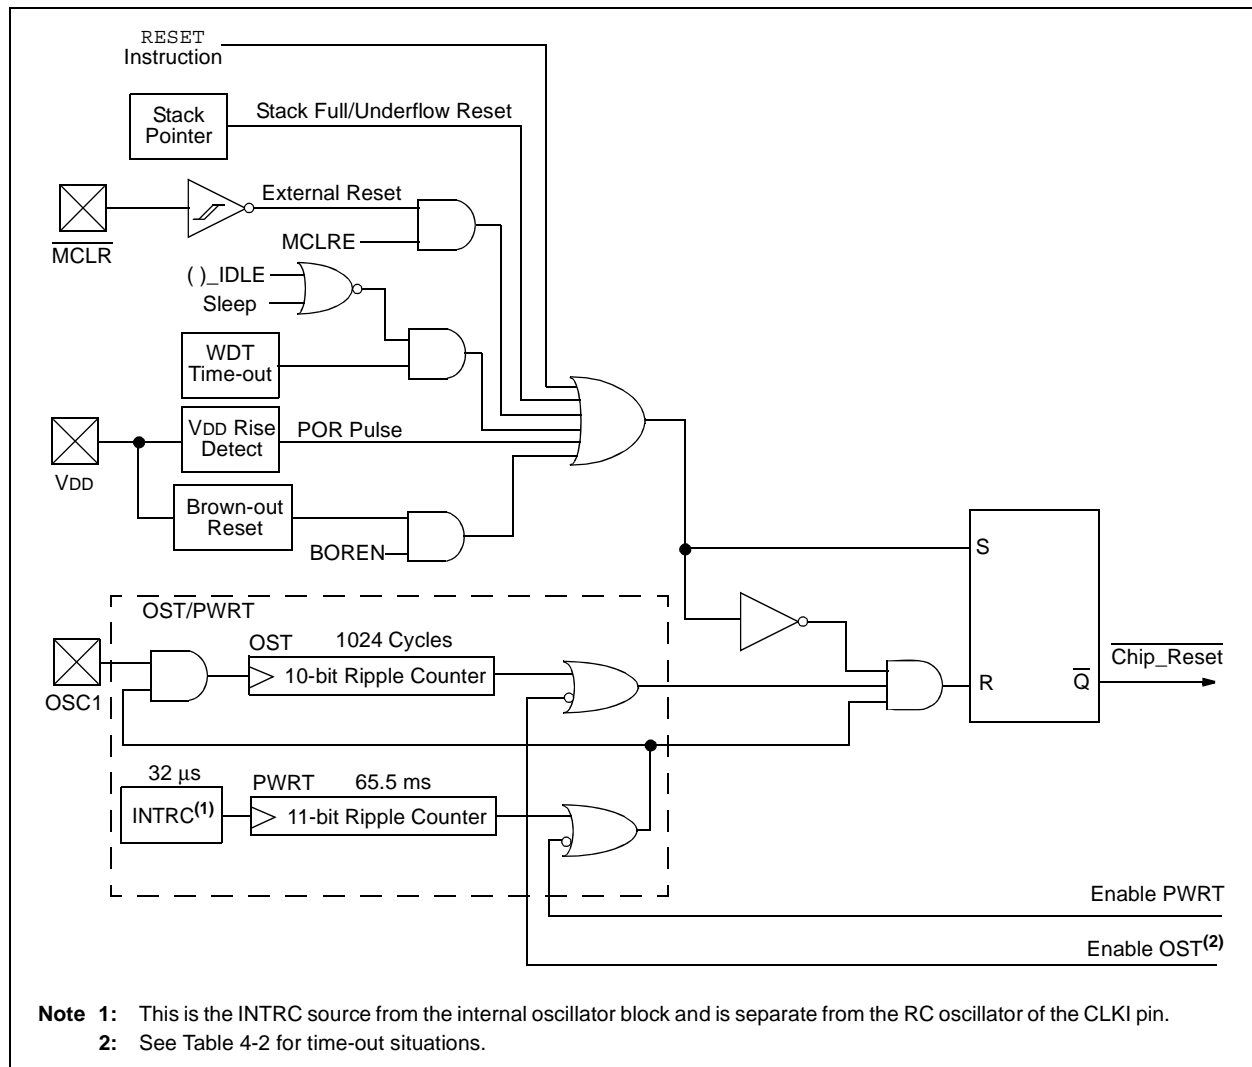 RESET
Instruction
Stack
Pointer
Stack Full/Underflow Reset
External Reset
MCLR
MCLRE
( )_IDLE
Sleep
WDT
Time-out
VDD Rise
Detect
POR Pulse
VDD
Brown-out
Reset
BOREN
S
OST/PWRT
OST
1024 Cycles
10-bit Ripple Counter
OSC1
Chip_Reset
R
Q
32 μs
PWRT
65.5 ms
INTRC(1)
11-bit Ripple Counter
Enable PWRT
Enable OST(2)
Note 1: This is the INTRC source from the internal oscillator block and is separate from the RC oscillator of the CLKI pin.
2: See Table 4-2 for time-out situations.